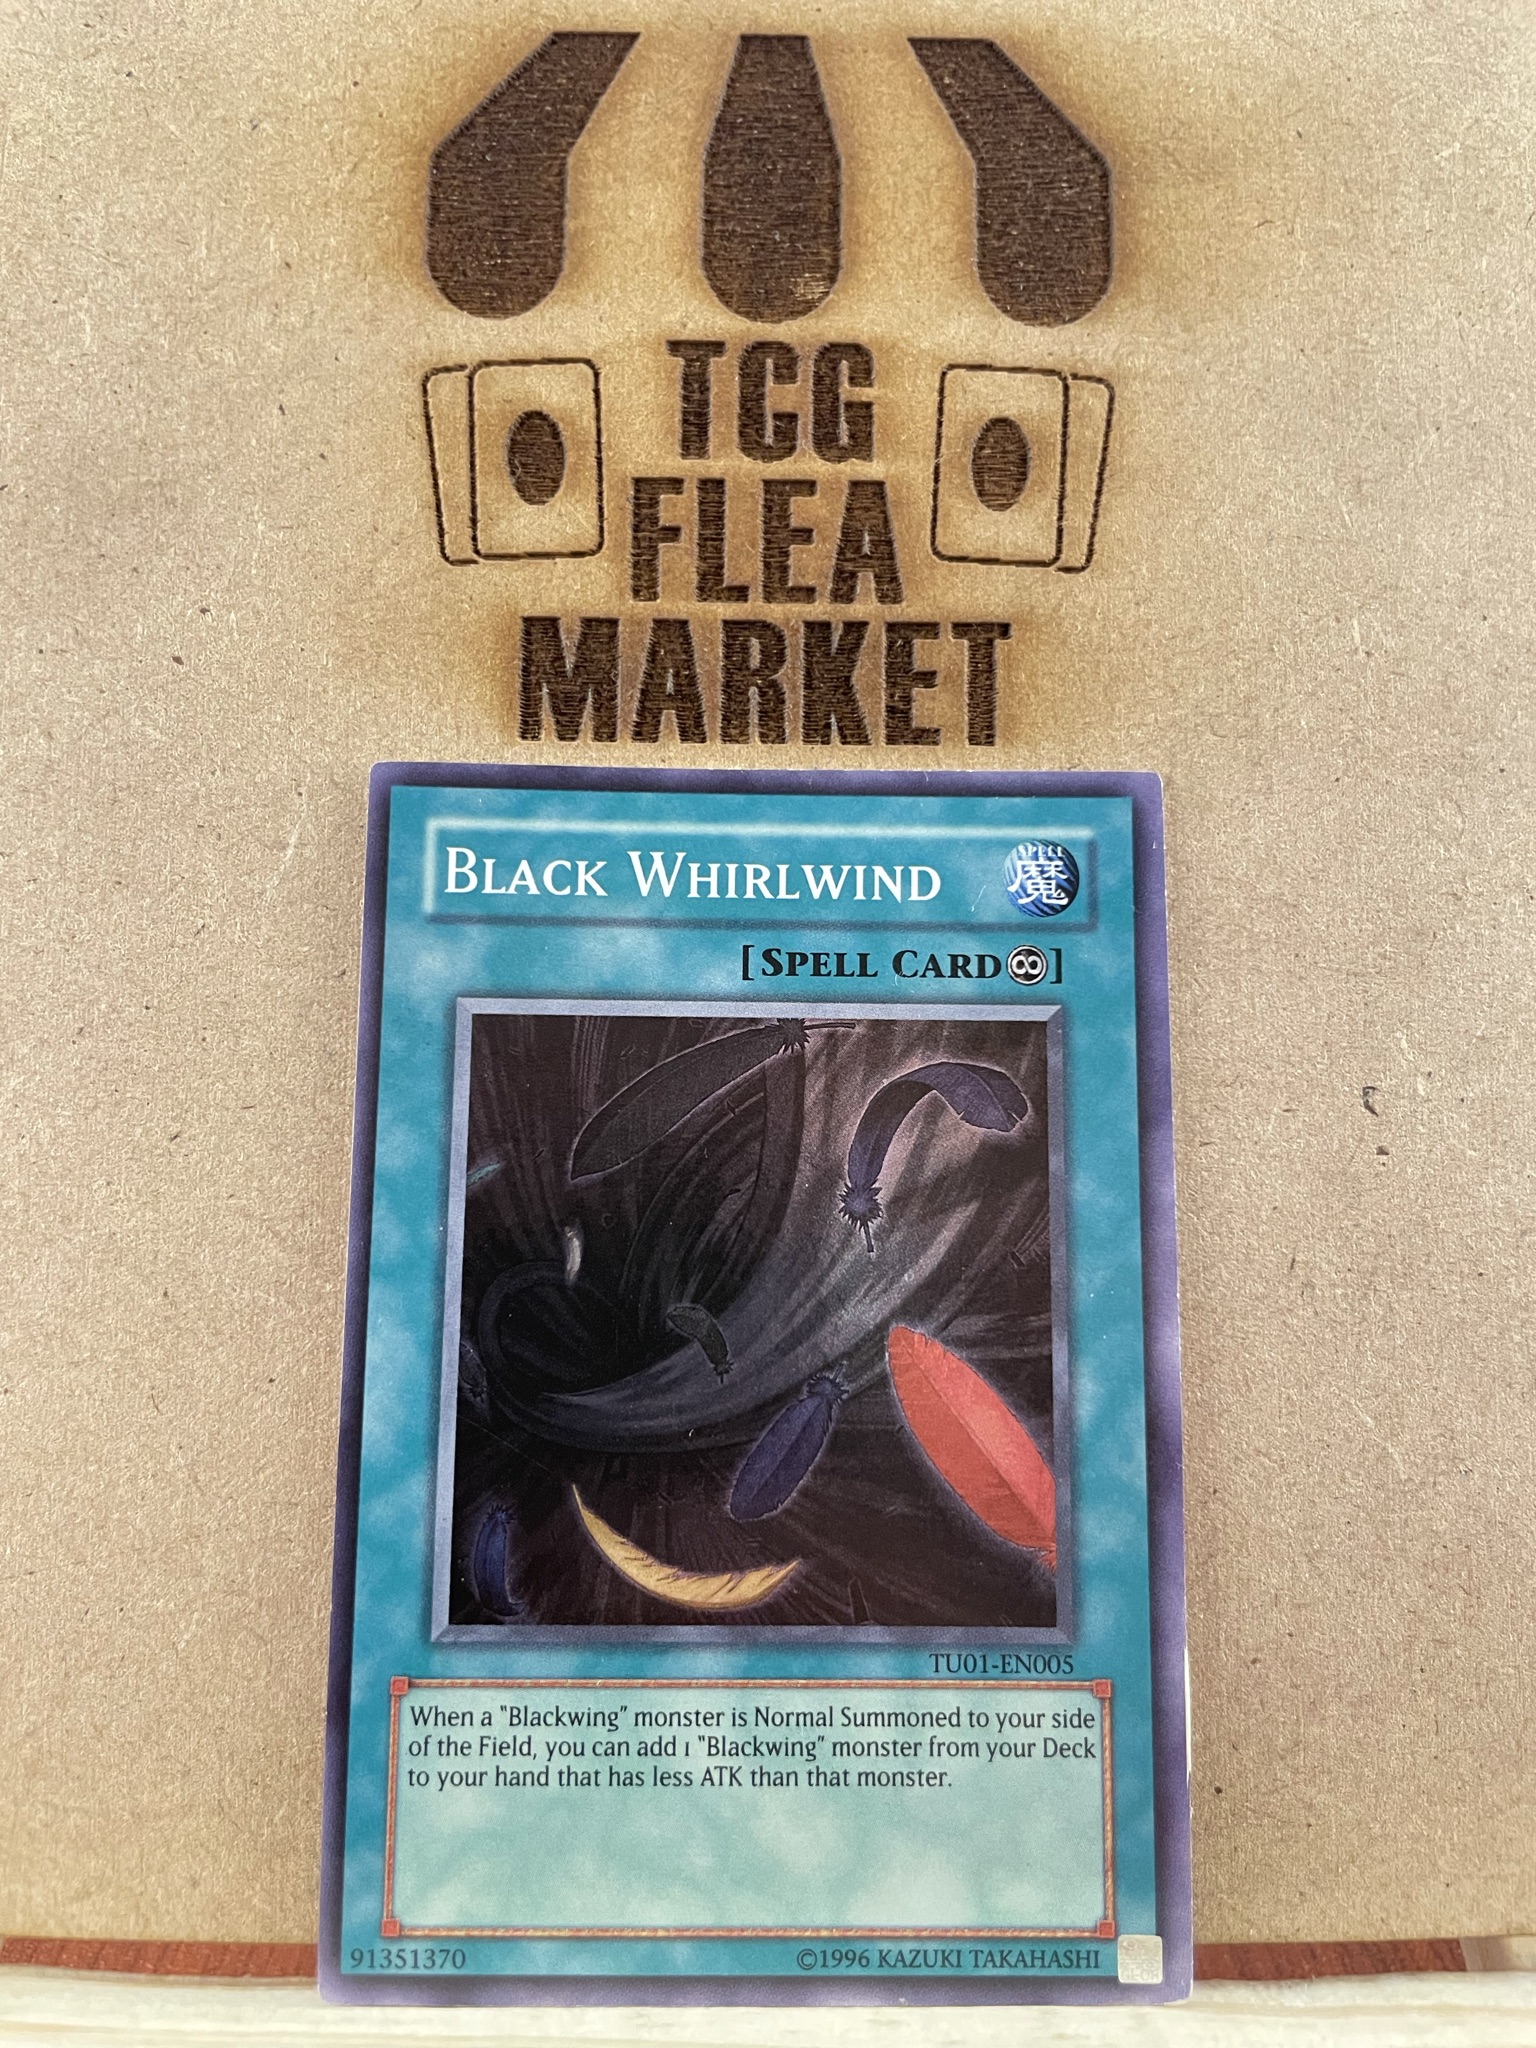 TCG
FLEA
MARKET
BLACK WHIRLWIND
SPELL
魔
[SPELL CARD∞]
TU01-EN005
When a "Blackwing" monster is Normal Summoned to your side
of the Field, you can add 1 "Blackwing" monster from your Deck
to your hand that has less ATK than that monster.
91351370
©1996 KAZUKI TAKAHASHI